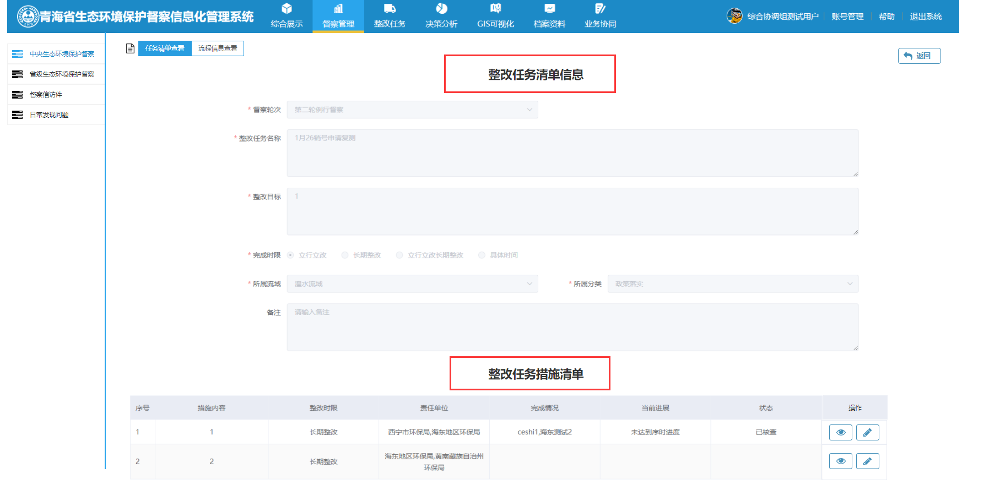 青海省生态环境保护督察信息化管理系统
综合展示
督察管理
整改任务
决策分析
GIS可视化
档案资料
业务协同
综合协调组测试用户
账号管理
帮助
退出系统
中央生态环境保护督察
省级生态环境保护督察
督察信访件
日常发现问题
任务清单查看
流程信息查看
返回
整改任务清单信息
* 督察轮次
第二轮例行督察
* 整改任务名称
1月26销号申请复测
* 整改目标
1
* 完成时限
立行立改
长期整改
立行立改长期整改
具体时间
* 所属流域
湟水流域
* 所属分类
政策落实
备注
请输入备注
整改任务措施清单
序号 措施内容 整改时限 责任单位 完成情况 当前进展 状态 操作
1 1 长期整改 西宁市环保局,海东地区环保局 ceshi1,海东测试2 未达到序时进度 已核查
2 2 长期整改 海东地区环保局,黄南藏族自治州
环保局